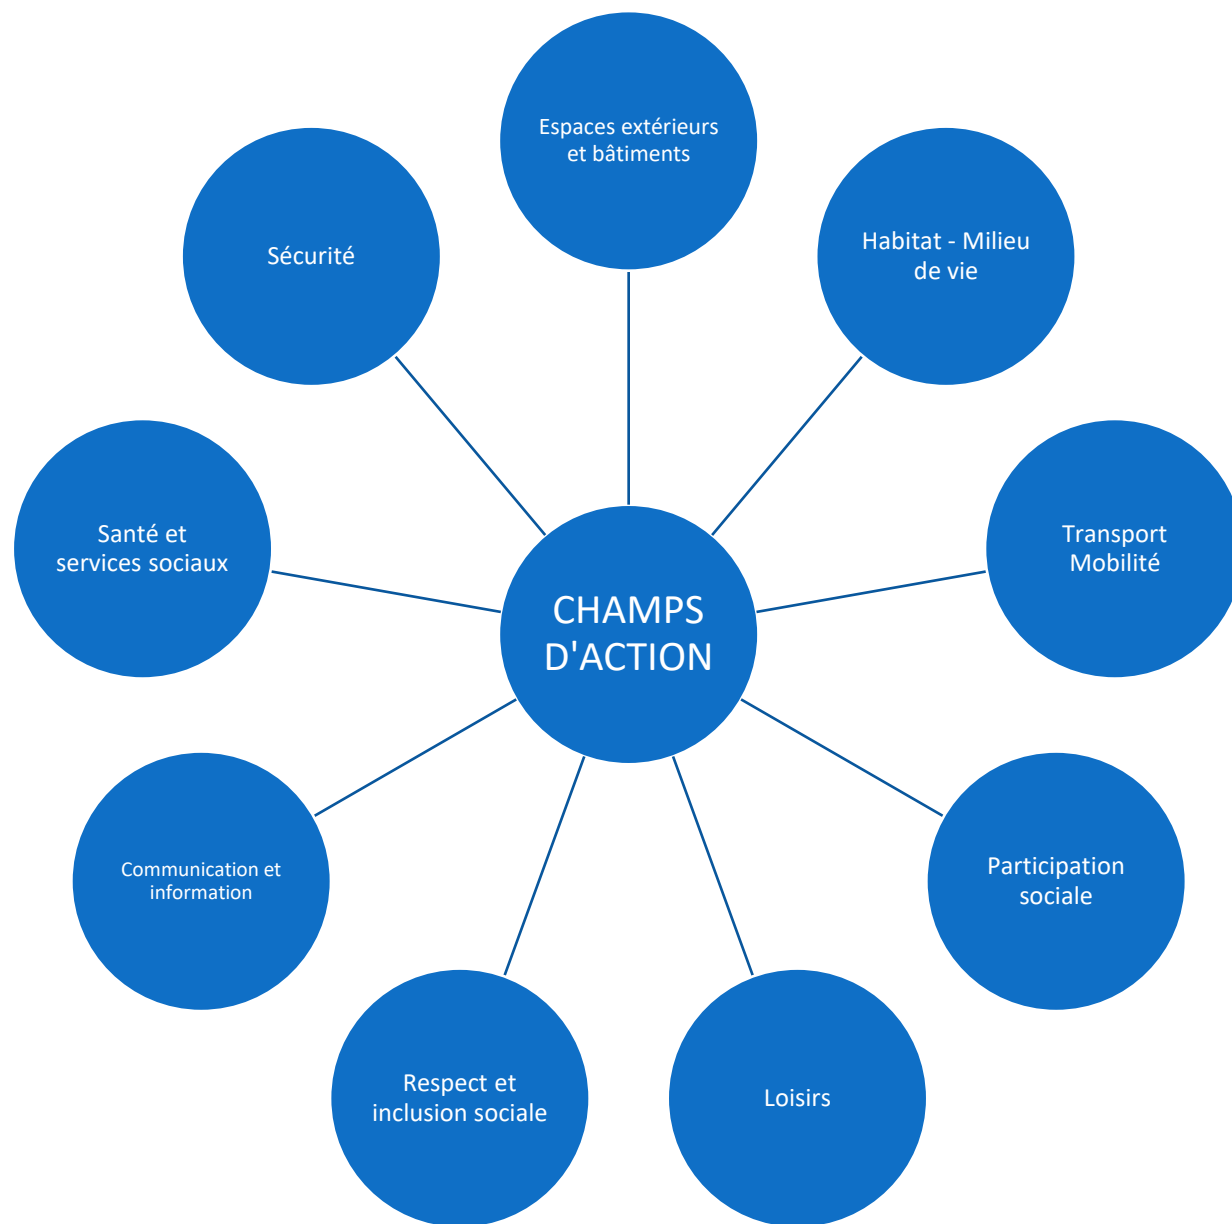 Espaces extérieurs
et bâtiments
Habitat - Milieu
de vie
Transport
Mobilité
Participation
sociale
Loisirs
Respect et
inclusion sociale
Communication et
information
Santé et
services sociaux
Sécurité
CHAMPS
D'ACTION